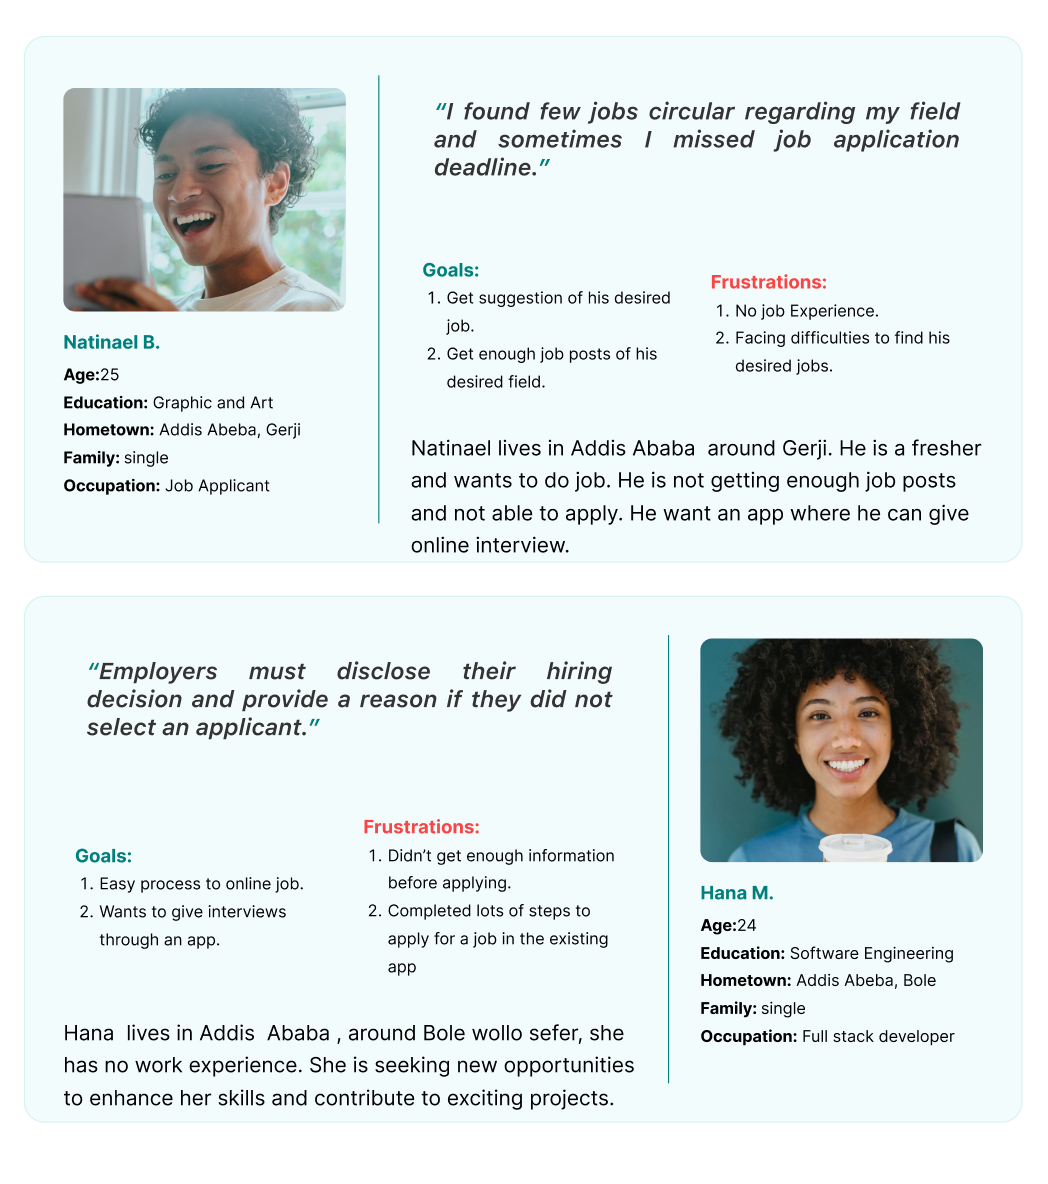 “I found few jobs circular regarding my field
and sometimes I missed job application
deadline.”
Natinael B.
Age:25
Education: Graphic and Art
Hometown: Addis Abeba, Gerji
Family: single
Occupation: Job Applicant
Goals:
1. Get suggestion of his desired
job.
2. Get enough job posts of his
desired field.
Frustrations:
1. No job Experience.
2. Facing difficulties to find his
desired jobs.
Natinael lives in Addis Ababa  around Gerji. He is a fresher
and wants to do job. He is not getting enough job posts
and not able to apply. He want an app where he can give
online interview.
“Employers must disclose their hiring
decision and provide a reason if they did not
select an applicant.”
Goals:
1. Easy process to online job.
2. Wants to give interviews
through an app.
Frustrations:
1. Didn’t get enough information
before applying.
2. Completed lots of steps to
apply for a job in the existing
app
Hana  lives in Addis  Ababa , around Bole wollo sefer, she
has no work experience. She is seeking new opportunities
to enhance her skills and contribute to exciting projects.
Hana M.
Age:24
Education: Software Engineering
Hometown: Addis Abeba, Bole
Family: single
Occupation: Full stack developer